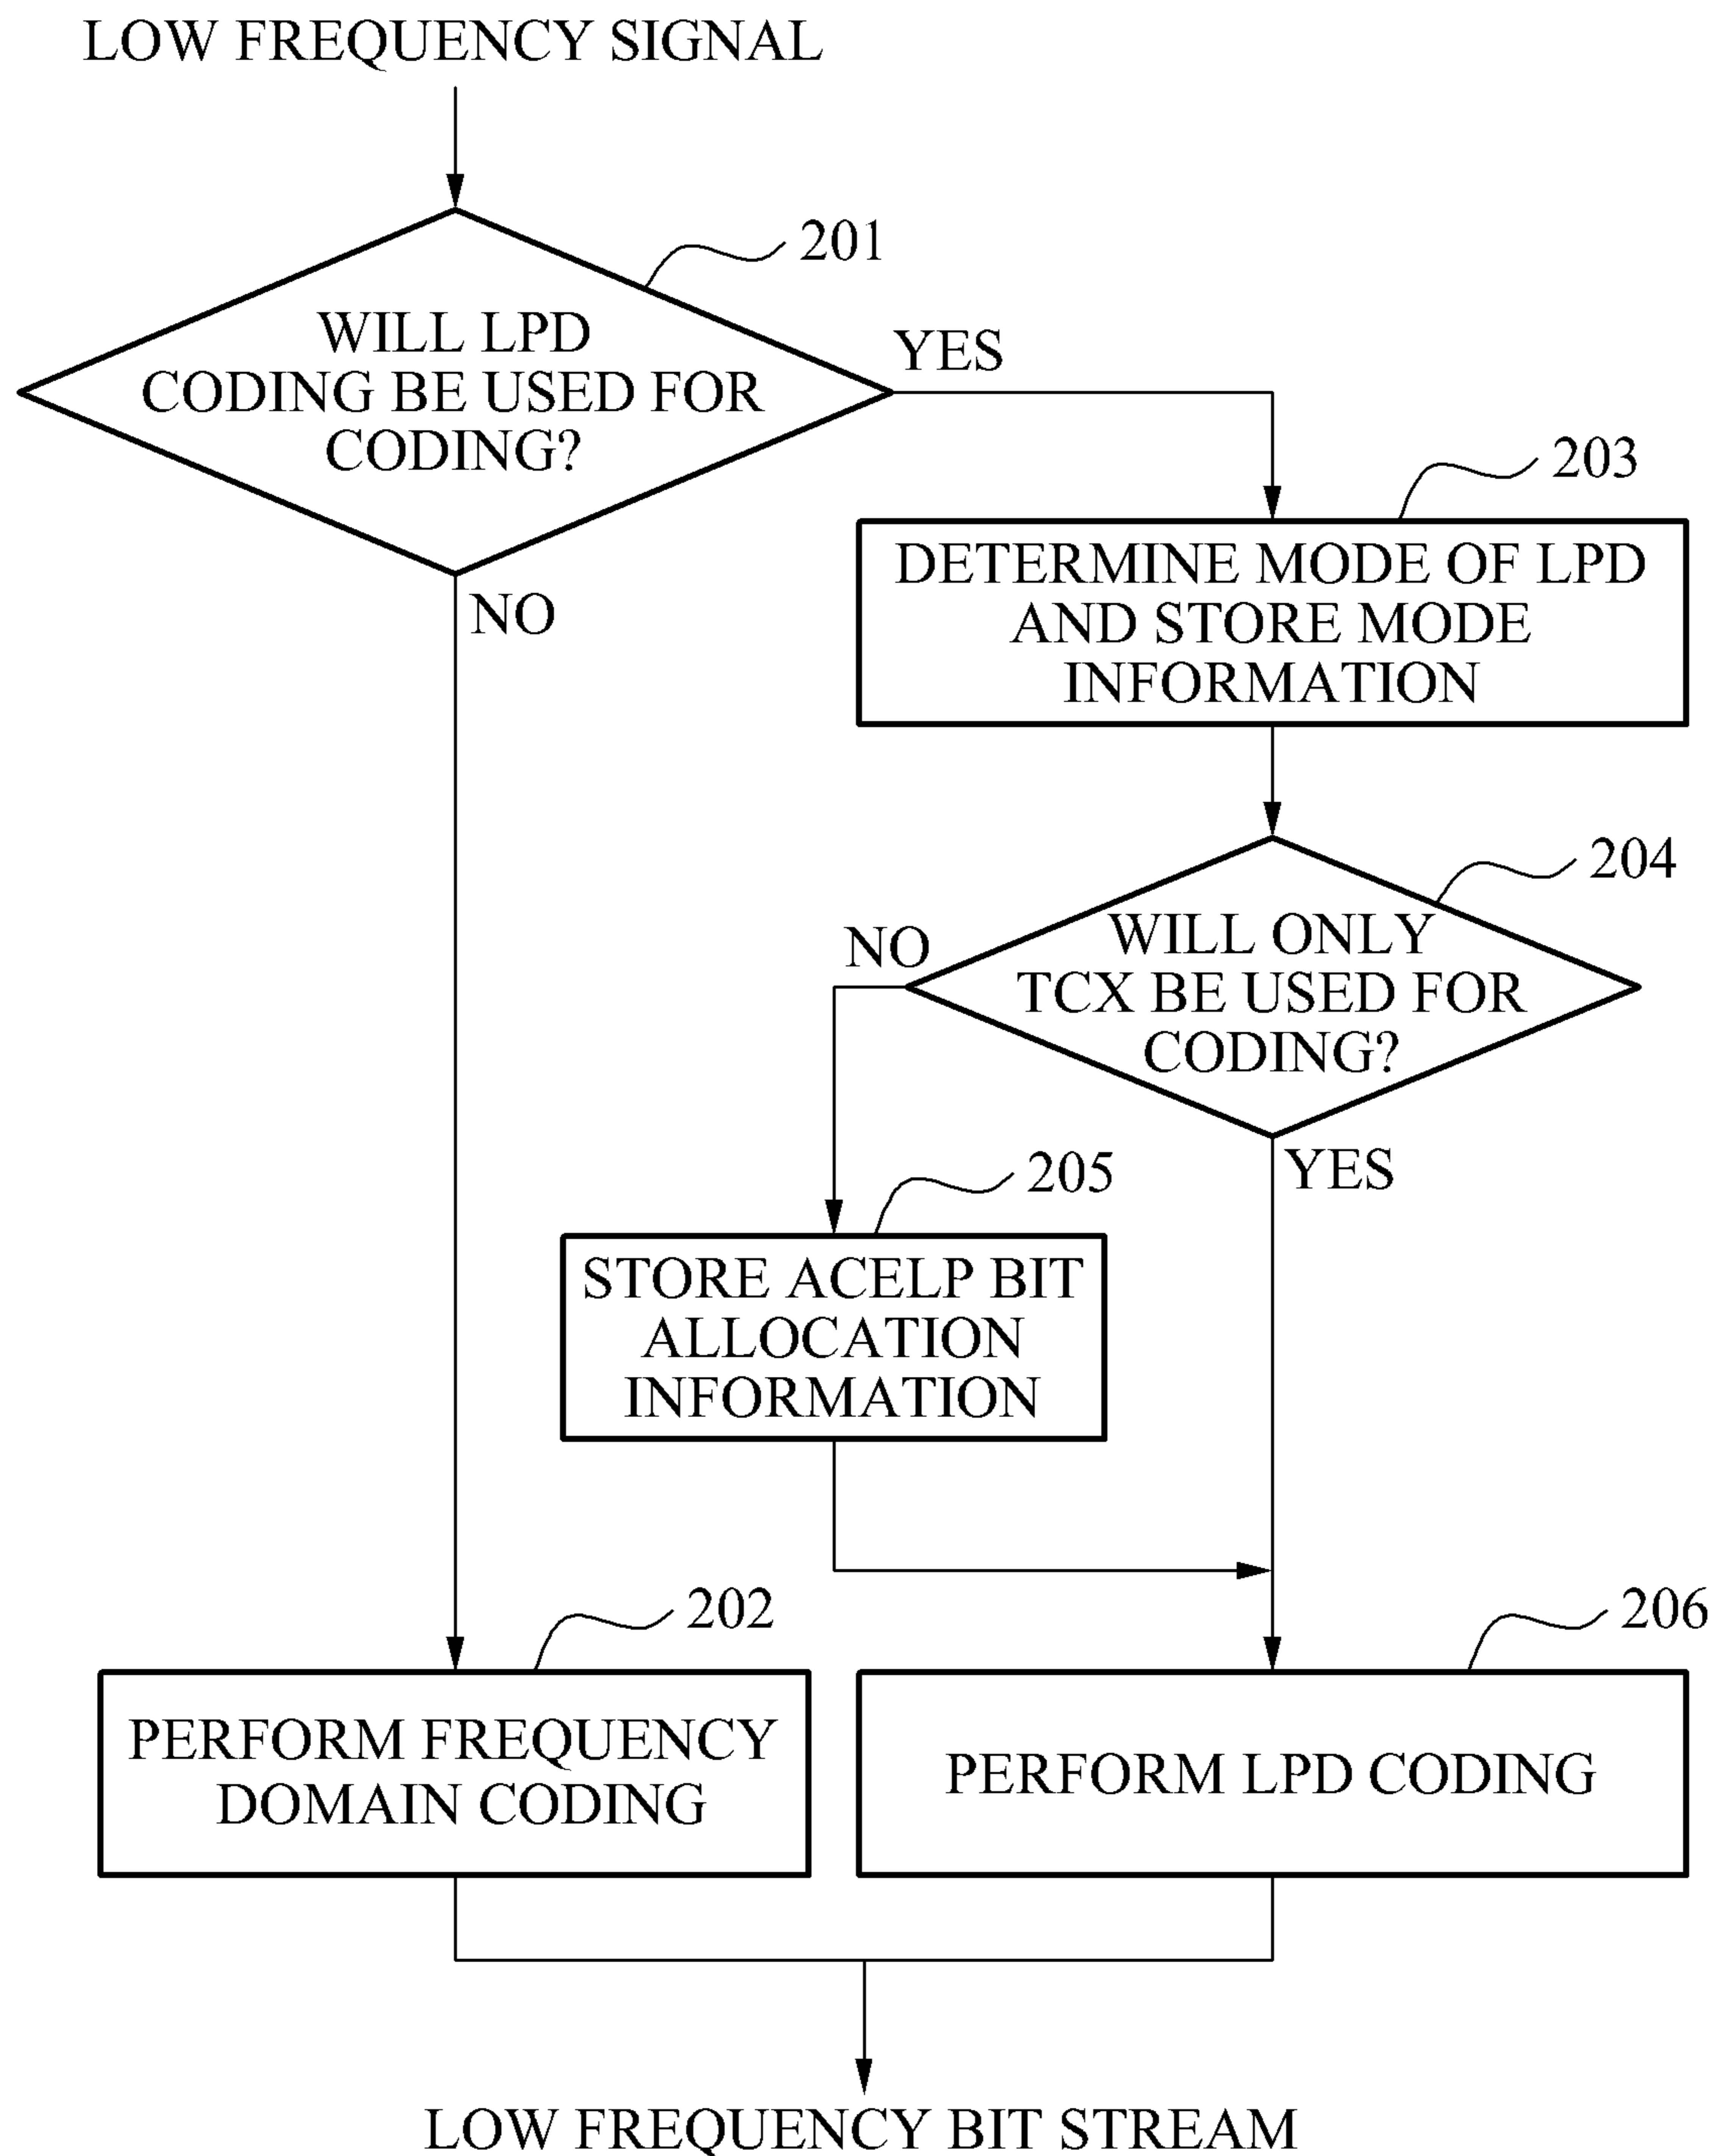 LOW FREQUENCY SIGNAL
201
WILL LPD
CODING BE USED FOR
CODING?
YES
NO
203
DETERMINE MODE OF LPD
AND STORE MODE
INFORMATION
204
WILL ONLY
TCX BE USED FOR
CODING?
NO
YES
205
STORE ACELP BIT
ALLOCATION
INFORMATION
202
PERFORM FREQUENCY
DOMAIN CODING
206
PERFORM LPD CODING
LOW FREQUENCY BIT STREAM